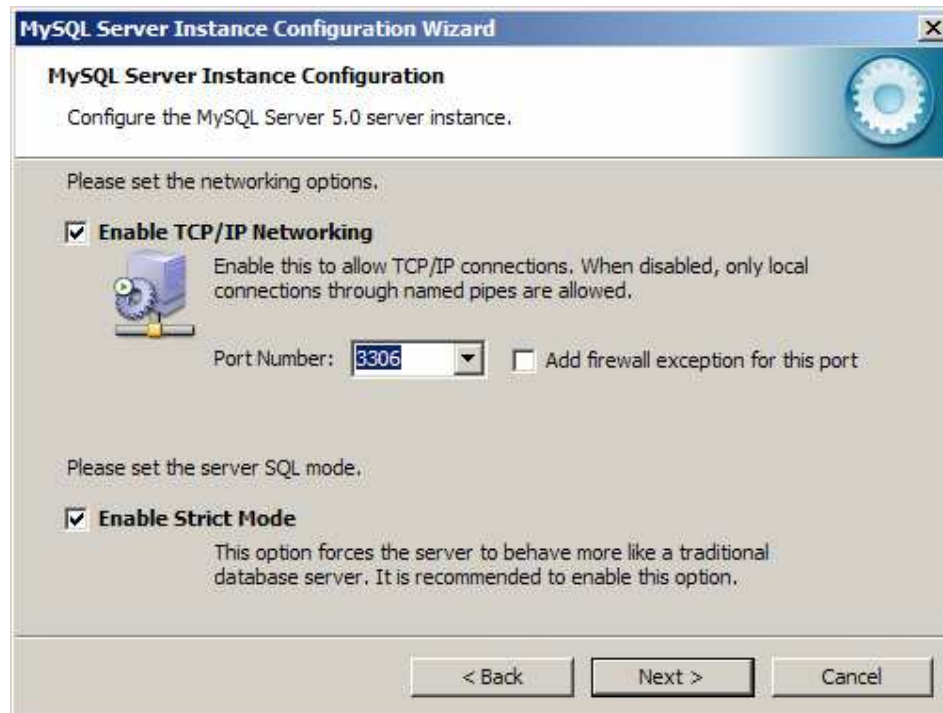 MySQL Server Instance Configuration Wizard
MySQL Server Instance Configuration
Configure the MySQL Server 5.0 server instance.
Please set the networking options.
Enable TCP/IP Networking
Enable this to allow TCP/IP connections. When disabled, only local
connections through named pipes are allowed.
Port Number: 3306 Add firewall exception for this port
Please set the server SQL mode.
Enable Strict Mode
This option forces the server to behave more like a traditional
database server. It is recommended to enable this option.
< Back Next > Cancel